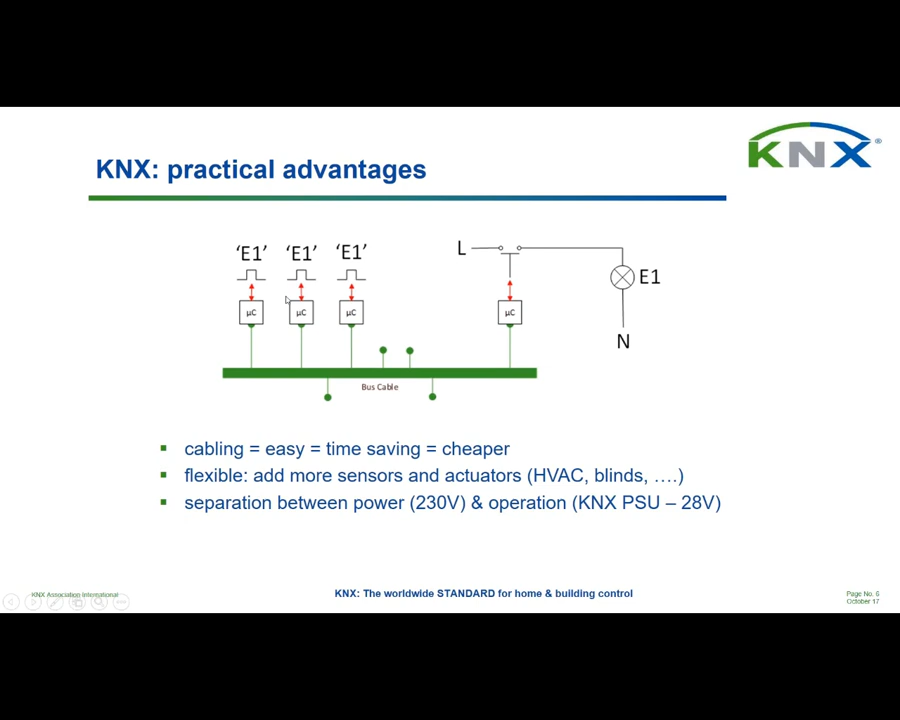 KNX®
KNX: practical advantages
'E1' 'E1' 'E1'
L
E1
µC µC µC µC
N
Bus Cable
cabling = easy = time saving = cheaper
flexible: add more sensors and actuators (HVAC, blinds, ….)
separation between power (230V) & operation (KNX PSU – 28V)
KNX Association International
KNX: The worldwide STANDARD for home & building control
Page No. 6
October 17